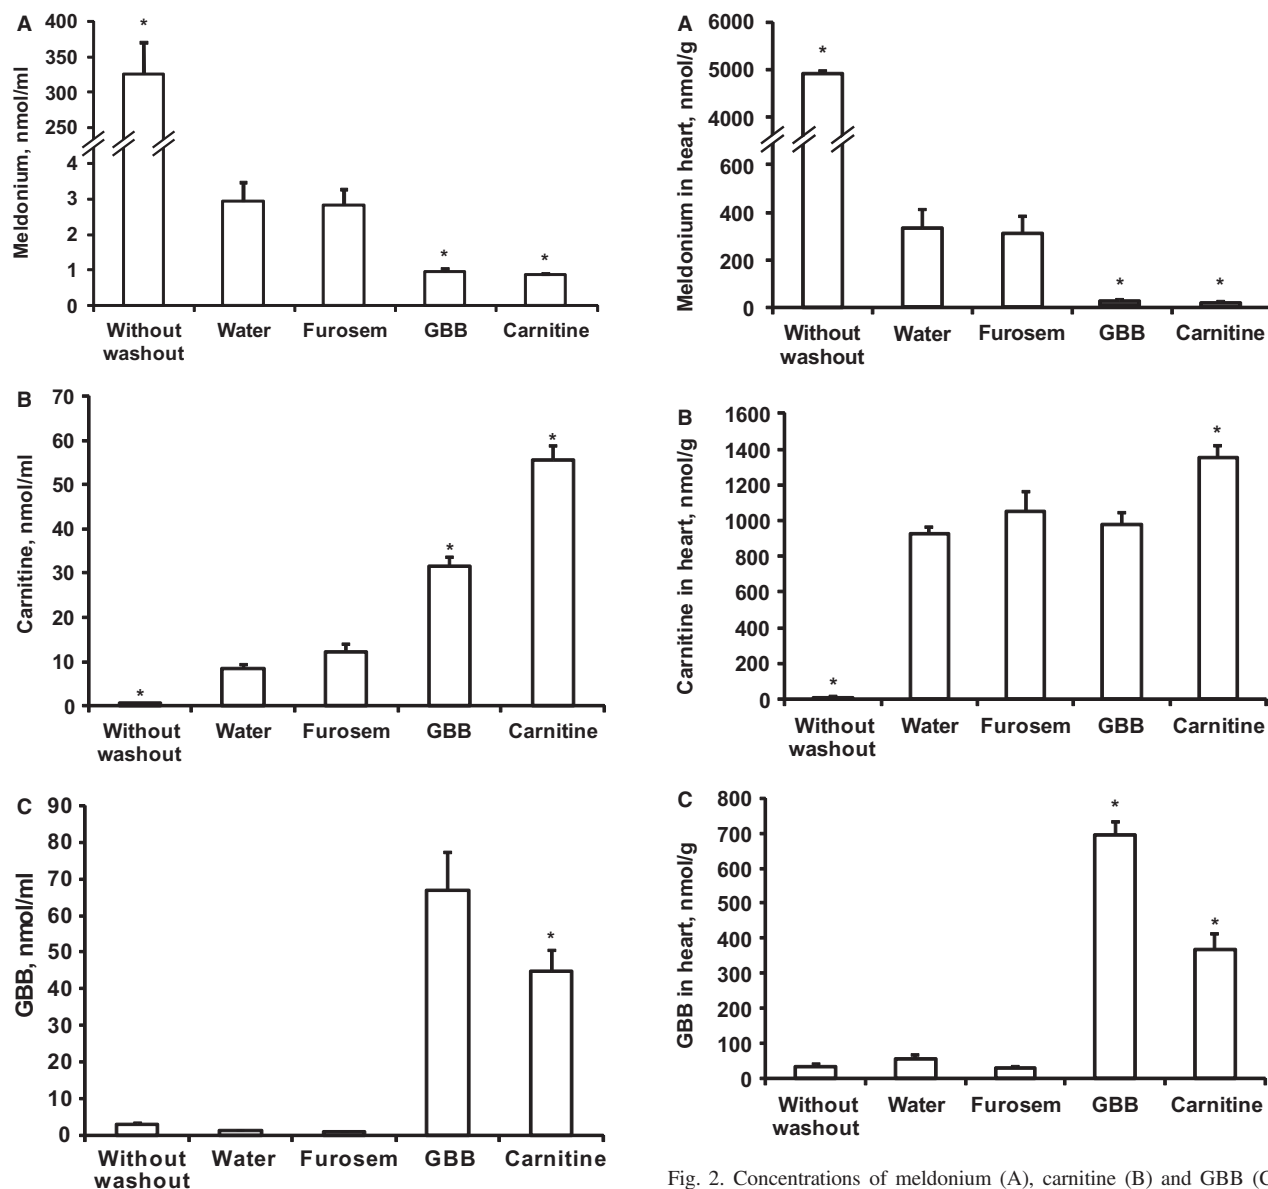 A
400
350
300
250
4
3
2
1
0
Meldonium, nmol/ml
*
*
*
Without washout
Water
Furosem
GBB
Carnitine
B
70
60
50
40
30
20
10
0
Carnitine, nmol/ml
*
*
*
Without washout
Water
Furosem
GBB
Carnitine
C
90
80
70
60
50
40
30
20
10
0
GBB, nmol/ml
*
Without washout
Water
Furosem
GBB
Carnitine
A
6000
5000
4000
600
400
200
0
Meldonium in heart, nmol/g
*
*
*
Without washout
Water
Furosem
GBB
Carnitine
B
1600
1400
1200
1000
800
600
400
200
0
Carnitine in heart, nmol/g
*
*
Without washout
Water
Furosem
GBB
Carnitine
C
800
700
600
500
400
300
200
100
0
GBB in heart, nmol/g
*
*
Without washout
Water
Furosem
GBB
Carnitine
Fig. 2. Concentrations of meldonium (A), carnitine (B) and GBB (C